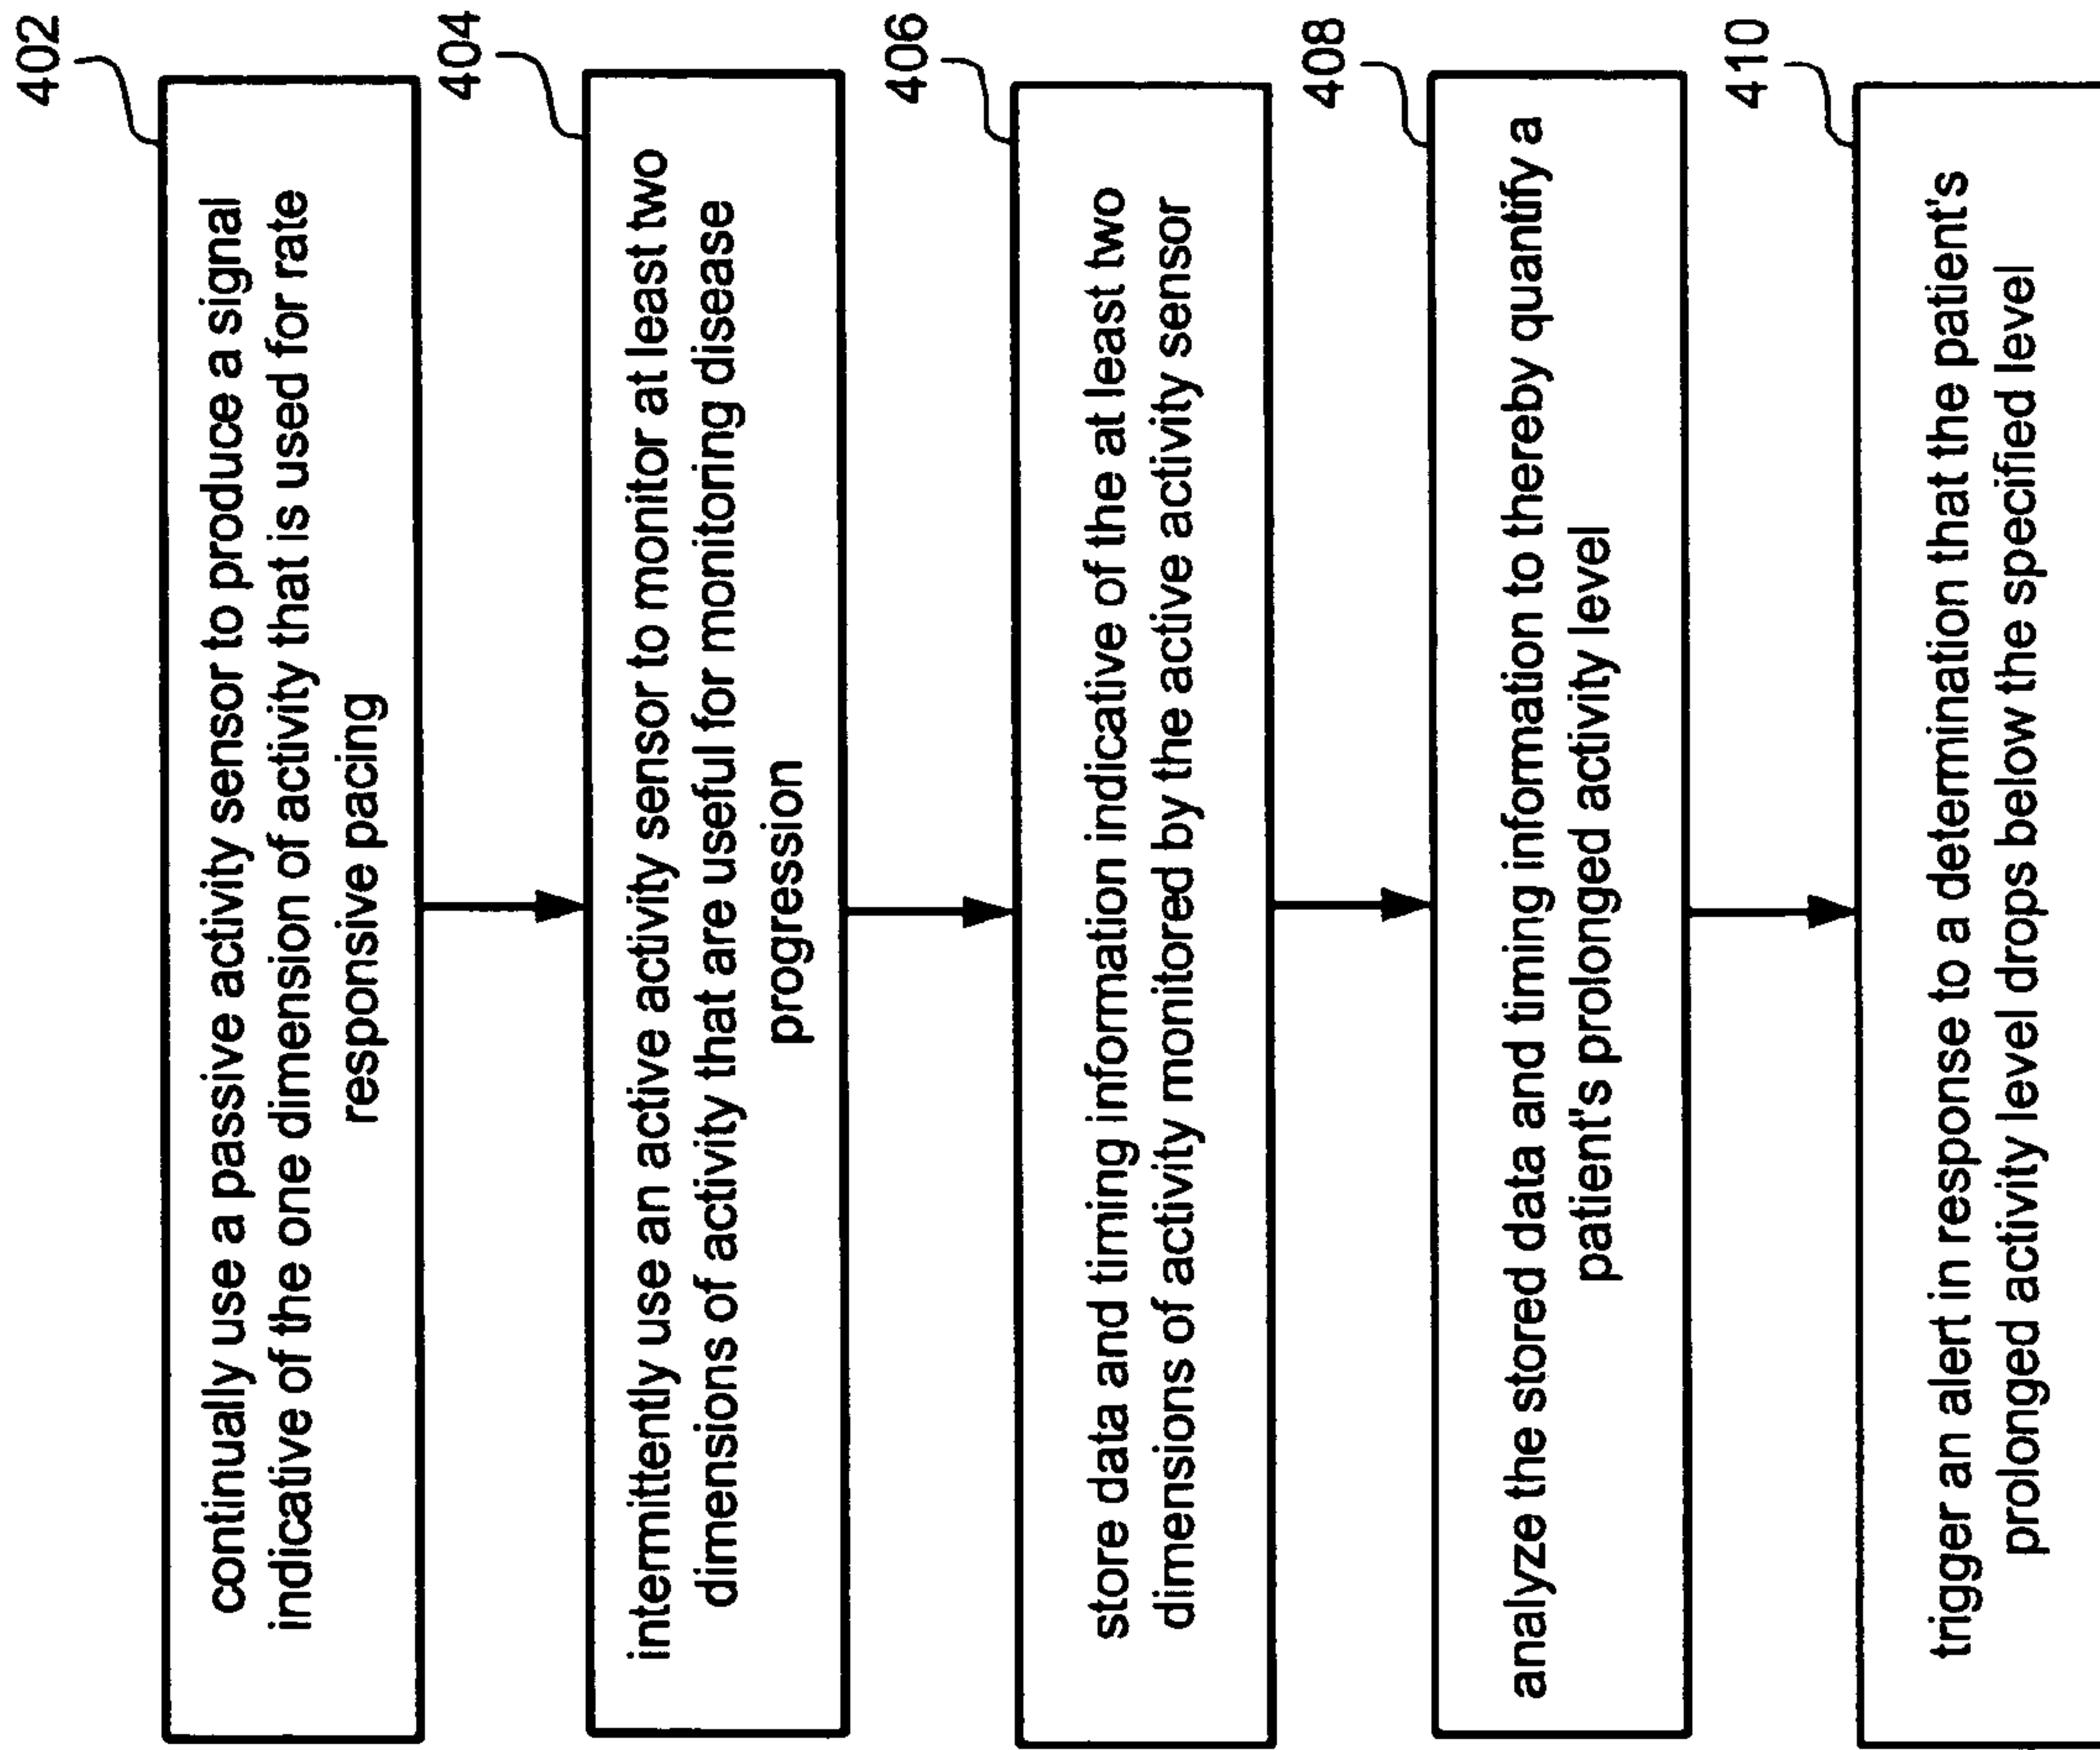 402
continually use a passive activity sensor to produce a signal
indicative of the one dimension of activity that is used for rate
responsive pacing
404
intermittently use an active activity sensor to monitor at least two
dimensions of activity that are useful for monitoring disease
progression
406
store data and timing information indicative of the at least two
dimensions of activity monitored by the active activity sensor
408
analyze the stored data and timing information to thereby quantify a
patient's prolonged activity level
410
trigger an alert in response to a determination that the patient's
prolonged activity level drops below the specified level